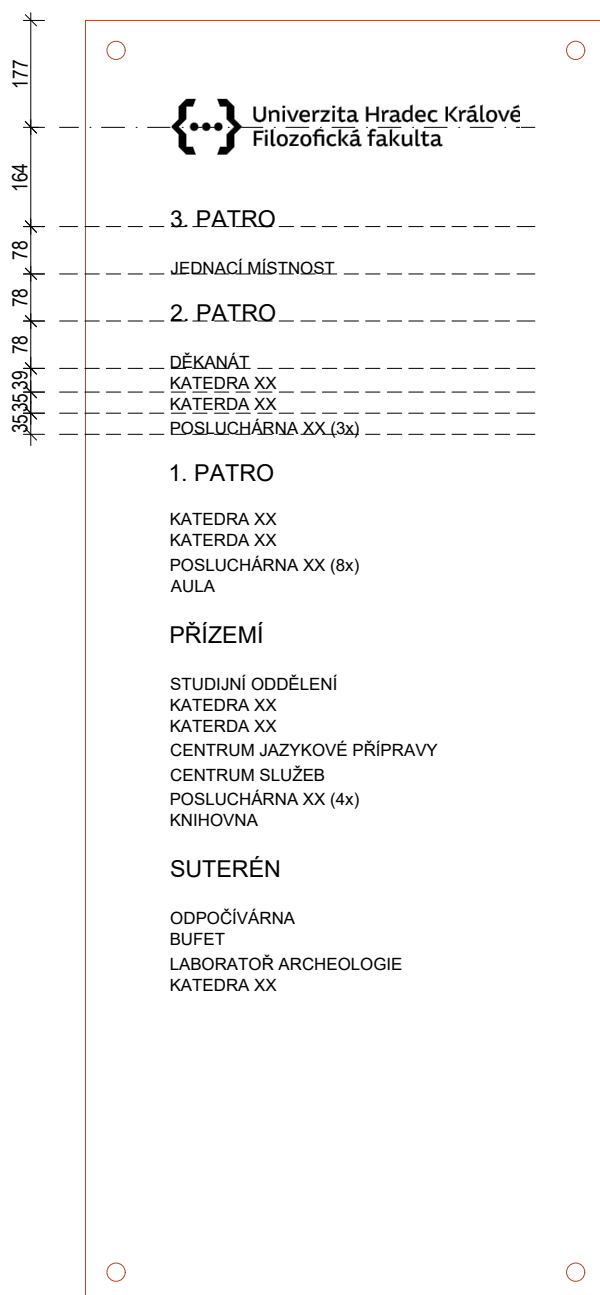 177
Univerzita Hradec Králové
Filozofická fakulta
164
3. PATRO
78
JEDNACÍ MÍSTNOST
78
2. PATRO
78
DĚKANÁT
39
KATEDRA XX
35
KATERDA XX
35
POSLUCHÁRNA XX (3x)
1. PATRO
KATEDRA XX
KATERDA XX
POSLUCHÁRNA XX (8x)
AULA
PŘÍZEMÍ
STUDIJNÍ ODDĚLENÍ
KATEDRA XX
KATERDA XX
CENTRUM JAZYKOVÉ PŘÍPRAVY
CENTRUM SLUŽEB
POSLUCHÁRNA XX (4x)
KNIHOVNA
SUTERÉN
ODPOČÍVÁRNA
BUFET
LABORATOŘ ARCHEOLOGIE
KATEDRA XX